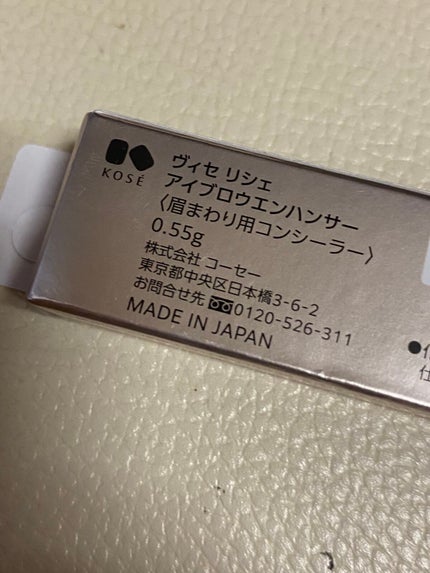 KOSÉ
ヴィセ リシェ
アイブロウエンハンサー
〈眉まわり用コンシーラー〉
0.55g
株式会社 コーセー
東京都中央区日本橋3-6-2
お問合せ先 0120-526-311
MADE IN JAPAN